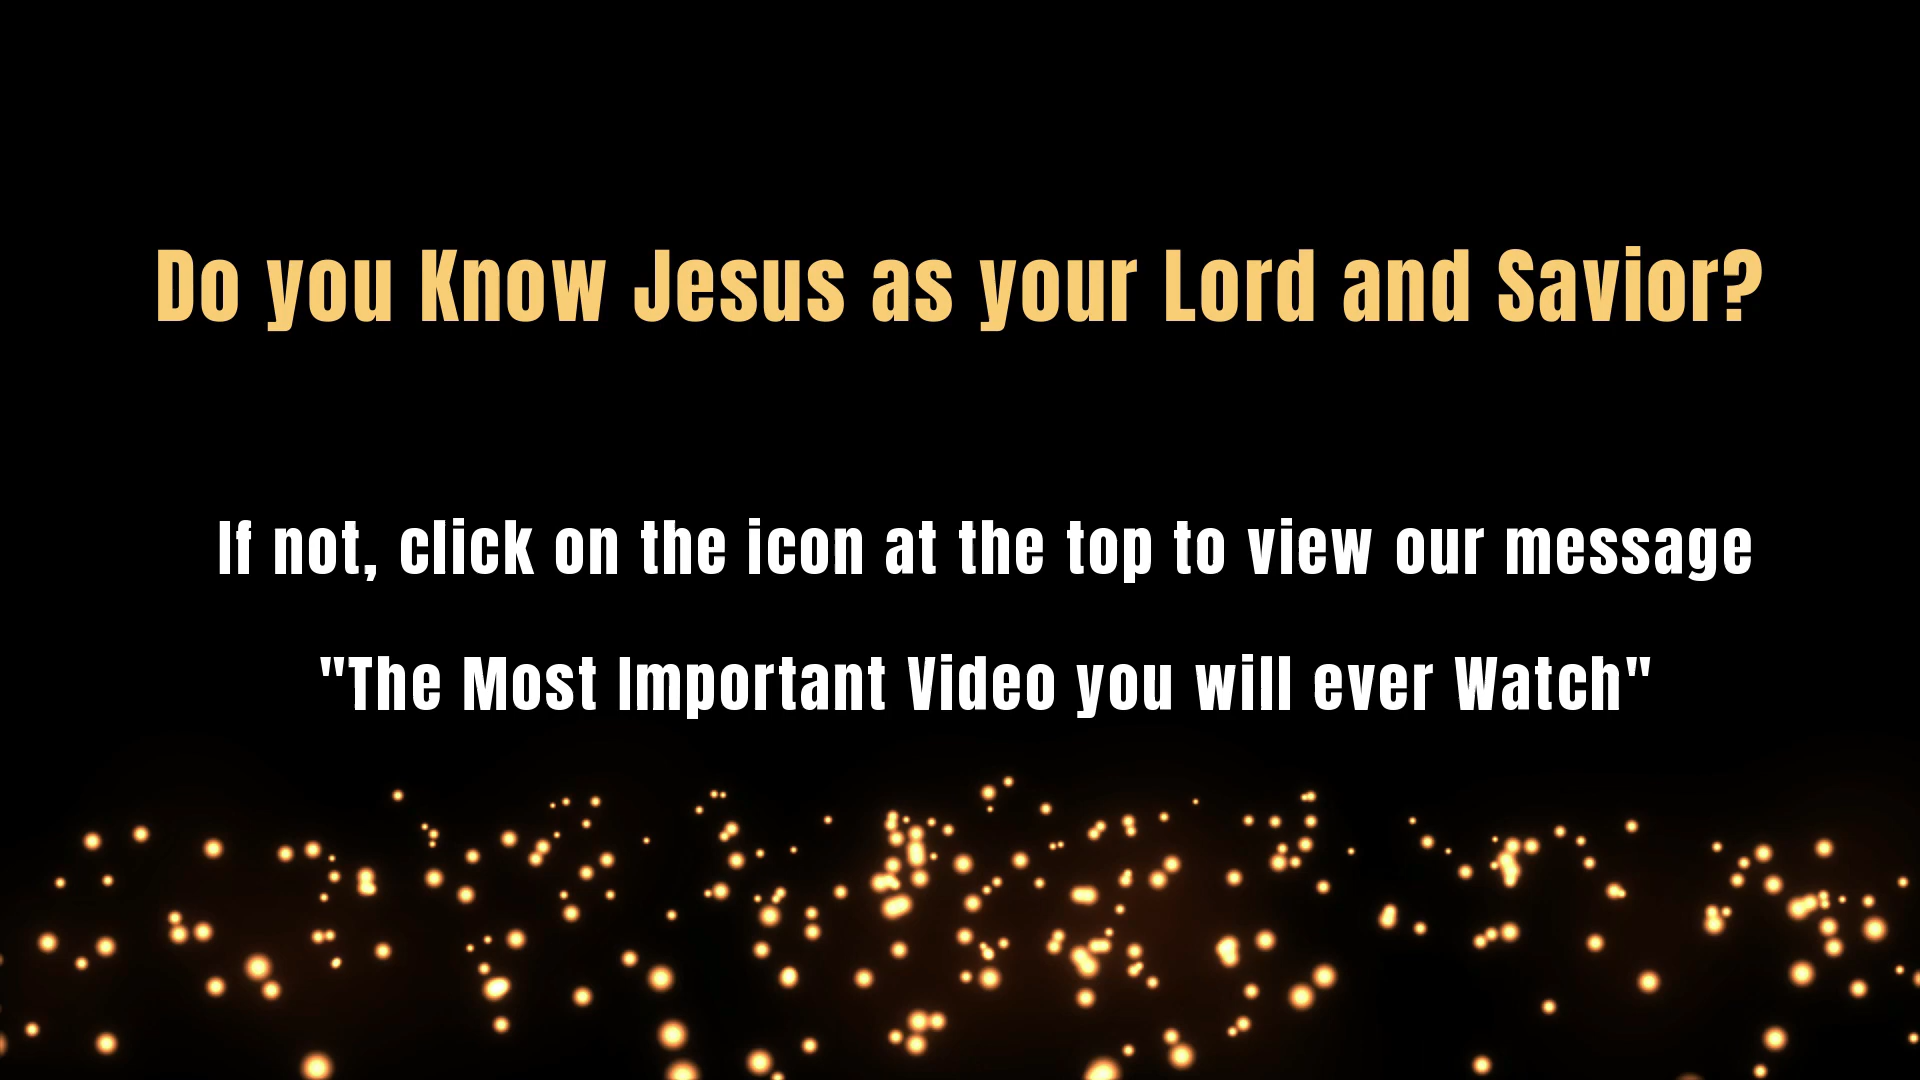 Do you Know Jesus as your Lord and Savior?
If not, click on the icon at the top to view our message
"The Most Important Video you will ever Watch"